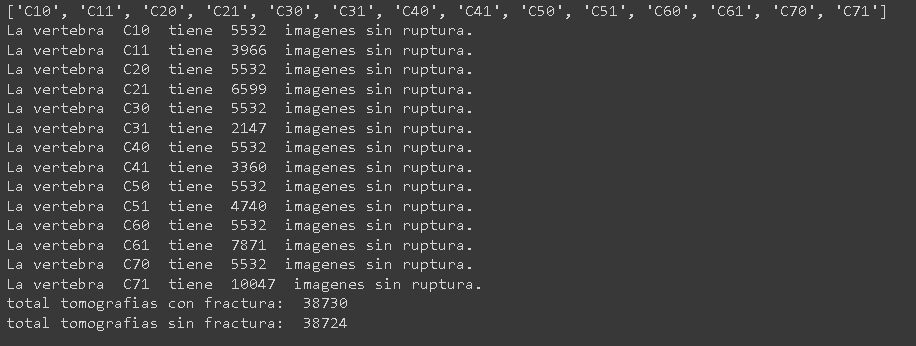 ['C10', 'C11', 'C20', 'C21', 'C30', 'C31', 'C40', 'C41', 'C50', 'C51', 'C60', 'C61', 'C70', 'C71']
La vertebra  C10  tiene  5532  imagenes sin ruptura.
La vertebra  C11  tiene  3966  imagenes sin ruptura.
La vertebra  C20  tiene  5532  imagenes sin ruptura.
La vertebra  C21  tiene  6599  imagenes sin ruptura.
La vertebra  C30  tiene  5532  imagenes sin ruptura.
La vertebra  C31  tiene  2147  imagenes sin ruptura.
La vertebra  C40  tiene  5532  imagenes sin ruptura.
La vertebra  C41  tiene  3360  imagenes sin ruptura.
La vertebra  C50  tiene  5532  imagenes sin ruptura.
La vertebra  C51  tiene  4740  imagenes sin ruptura.
La vertebra  C60  tiene  5532  imagenes sin ruptura.
La vertebra  C61  tiene  7871  imagenes sin ruptura.
La vertebra  C70  tiene  5532  imagenes sin ruptura.
La vertebra  C71  tiene  10047  imagenes sin ruptura.
total tomografias con fractura:  38730
total tomografias sin fractura:  38724